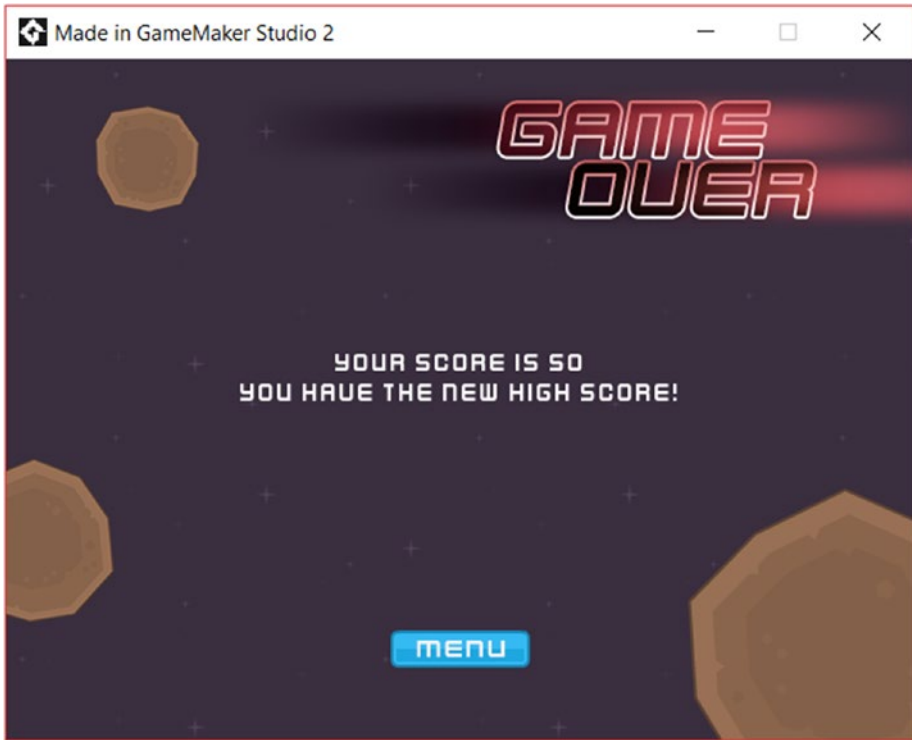 Made in GameMaker Studio 2
GAME
OVER
YOUR SCORE IS 50
YOU HAVE THE NEW HIGH SCORE!
MENU